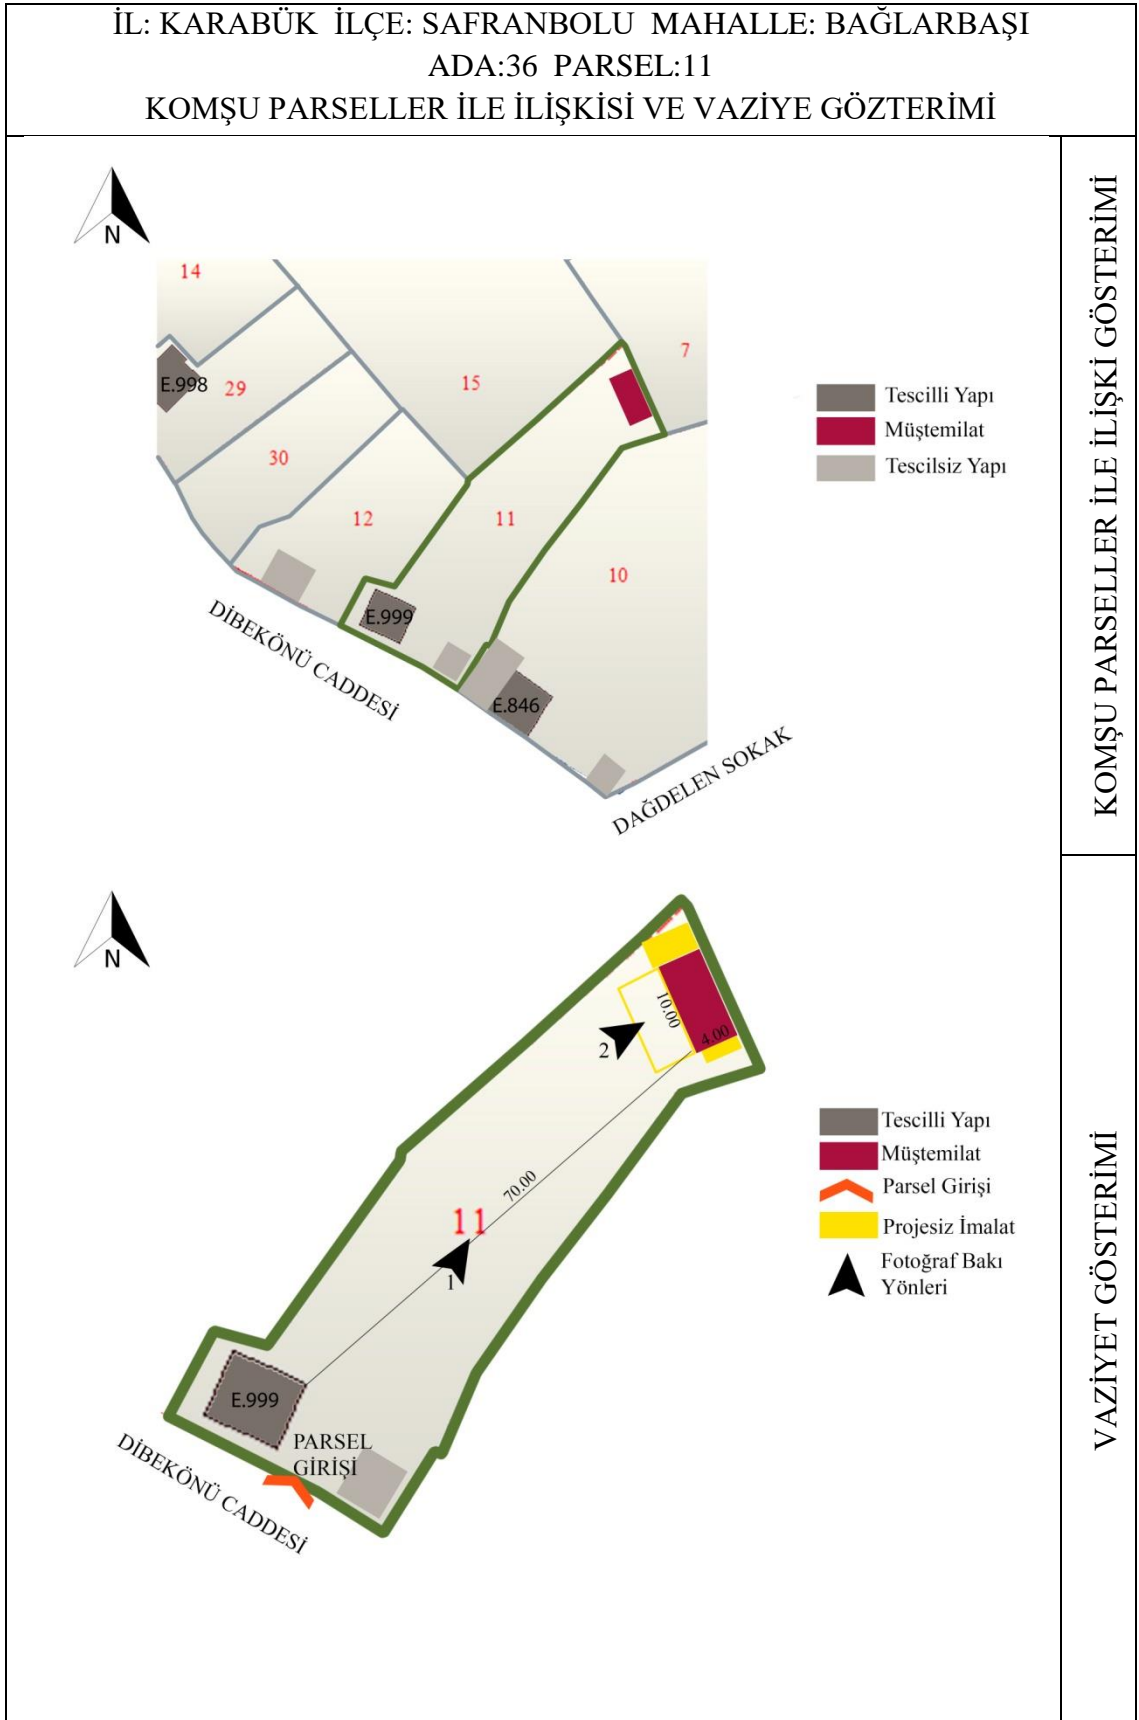 İL: KARABÜK İLÇE: SAFRANBOLU MAHALLE: BAĞLARBAŞI
ADA:36 PARSEL:11
KOMŞU PARSELLER İLE İLİŞKİSİ VE VAZİYE GÖZTERİMİ
KOMŞU PARSELLER İLE İLİŞKİ GÖSTERİMİ
N
14
E.998
29
30
15
7
12
11
10
E.999
E.846
DİBEKÖNÜ CADDESİ
DAĞDELEN SOKAK
Tescilli Yapı
Müştemilat
Tescilsiz Yapı
VAZİYET GÖSTERİMİ
N
10.00
4.00
2
70.00
11
1
E.999
PARSEL
GİRİŞİ
DİBEKÖNÜ CADDESİ
Tescilli Yapı
Müştemilat
Parsel Girişi
Projesiz İmalat
Fotoğraf Bakı
Yönleri